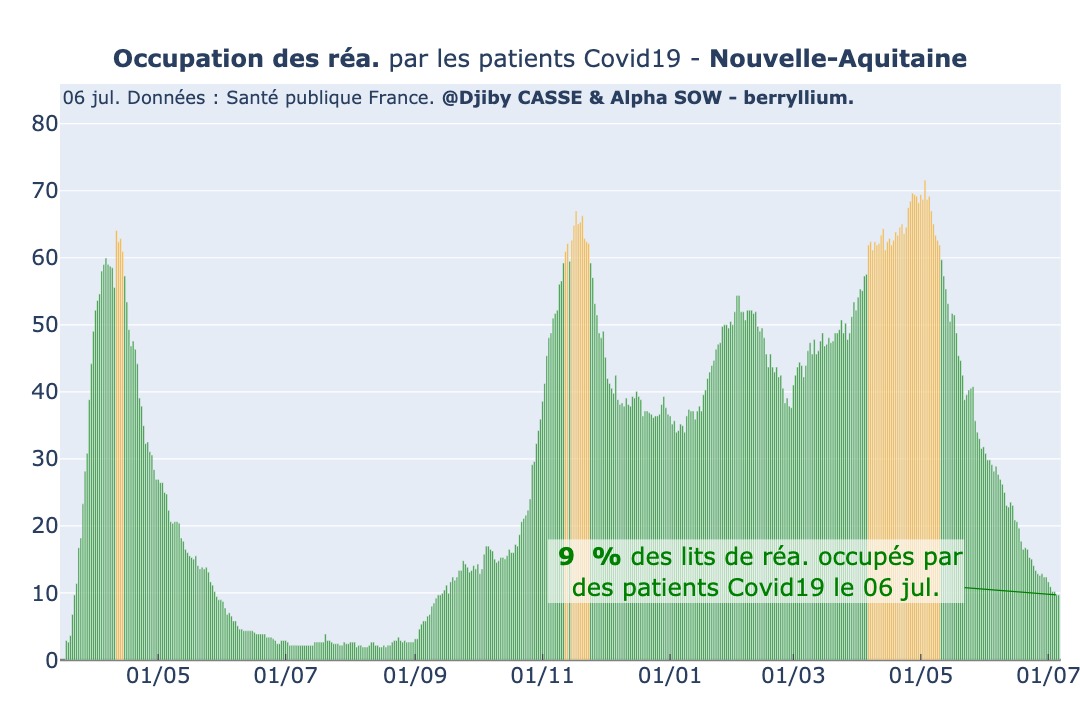 Occupation des réa. par les patients Covid19 - Nouvelle-Aquitaine
06 jul. Données : Santé publique France. @Djiby CASSE & Alpha SOW - berryllium.
80
70
60
50
40
30
20
10
0
9 % des lits de réa. occupés par
des patients Covid19 le 06 jul.
01/05 01/07 01/09 01/11 01/01 01/03 01/05 01/07